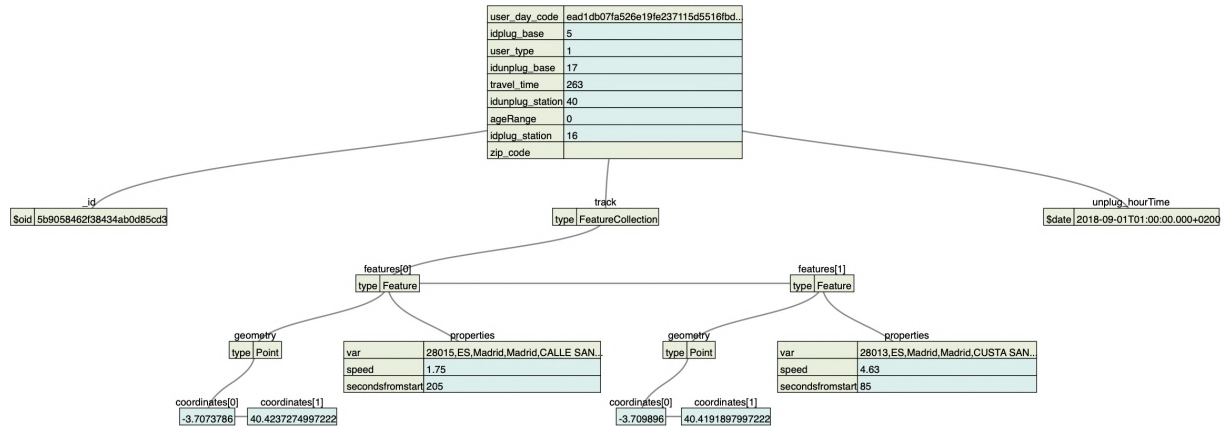 user_day_code ead1db07fa526e19fe237115d5516fbd...
idplug_base 5
user_type 1
idunplug_base 17
travel_time 263
idunplug_station 40
ageRange 0
idplug_station 16
zip_code
_id
$oid 5b9058462f38434ab0d85cd3
track
type FeatureCollection
unplug_hourTime
$date 2018-09-01T01:00:00.000+0200
features[0]
type Feature
features[1]
type Feature
geometry
type Point
properties
var 28015,ES,Madrid,Madrid,CALLE SAN...
speed 1.75
secondsfromstart 205
geometry
type Point
properties
var 28013,ES,Madrid,Madrid,CUSTA SAN...
speed 4.63
secondsfromstart 85
coordinates[0] coordinates[1]
-3.7073786 40.4237274997222
coordinates[0] coordinates[1]
-3.709896 40.4191897997222